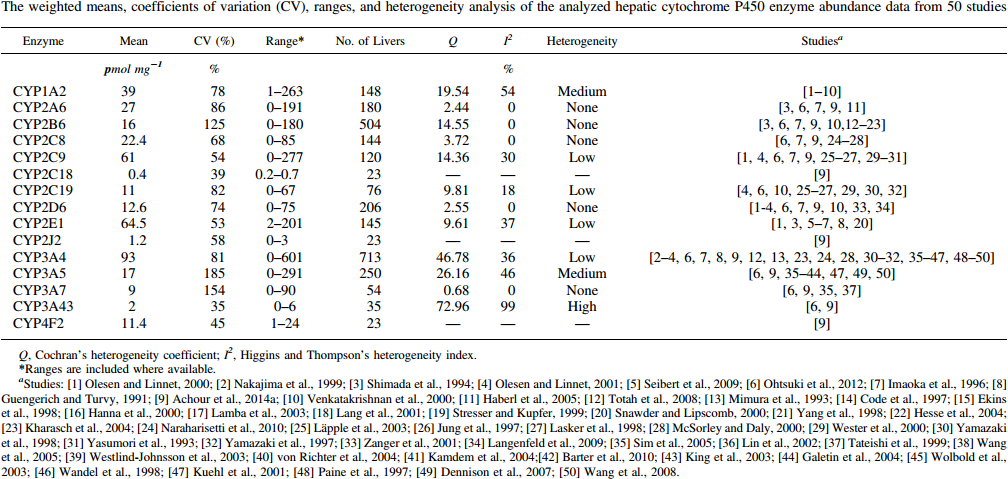 The weighted means, coefficients of variation (CV), ranges, and heterogeneity analysis of the analyzed hepatic cytochrome P450 enzyme abundance data from 50 studies
Enzyme Mean CV (%) Range* No. of Livers Q I² Heterogeneity Studiesᵃ
pmol mg⁻¹ % %
CYP1A2 39 78 1–263 148 19.54 54 Medium [1–10]
CYP2A6 27 86 0–191 180 2.44 0 None [3, 6, 7, 9, 11]
CYP2B6 16 125 0–180 504 14.55 0 None [3, 6, 7, 9, 10,12–23]
CYP2C8 22.4 68 0–85 144 3.72 0 None [6, 7, 9, 24–28]
CYP2C9 61 54 0–277 120 14.36 30 Low [1, 4, 6, 7, 9, 25–27, 29–31]
CYP2C18 0.4 39 0.2–0.7 23 — — — [9]
CYP2C19 11 82 0–67 76 9.81 18 Low [4, 6, 10, 25–27, 29, 30, 32]
CYP2D6 12.6 74 0–75 206 2.55 0 None [1-4, 6, 7, 9, 10, 33, 34]
CYP2E1 64.5 53 2–201 145 9.61 37 Low [1, 3, 5–7, 8, 20]
CYP2J2 1.2 58 0–3 23 — — — [9]
CYP3A4 93 81 0–601 713 46.78 36 Low [2–4, 6, 7, 8, 9, 12, 13, 23, 24, 28, 30–32, 35–47, 48–50]
CYP3A5 17 185 0–291 250 26.16 46 Medium [6, 9, 35–44, 47, 49, 50]
CYP3A7 9 154 0–90 54 0.68 0 None [6, 9, 35, 37]
CYP3A43 2 35 0–6 35 72.96 99 High [6, 9]
CYP4F2 11.4 45 1–24 23 — — — [9]
Q, Cochran's heterogeneity coefficient; I², Higgins and Thompson's heterogeneity index.
*Ranges are included where available.
ᵃStudies: [1] Olesen and Linnet, 2000; [2] Nakajima et al., 1999; [3] Shimada et al., 1994; [4] Olesen and Linnet, 2001; [5] Seibert et al., 2009; [6] Ohtsuki et al., 2012; [7] Imaoka et al., 1996; [8]
Guengerich and Turvy, 1991; [9] Achour et al., 2014a; [10] Venkatakrishnan et al., 2000; [11] Haberl et al., 2005; [12] Totah et al., 2008; [13] Mimura et al., 1993; [14] Code et al., 1997; [15] Ekins
et al., 1998; [16] Hanna et al., 2000; [17] Lamba et al., 2003; [18] Lang et al., 2001; [19] Stresser and Kupfer, 1999; [20] Snawder and Lipscomb, 2000; [21] Yang et al., 1998; [22] Hesse et al., 2004;
[23] Kharasch et al., 2004; [24] Naraharisetti et al., 2010; [25] Läpple et al., 2003; [26] Jung et al., 1997; [27] Lasker et al., 1998; [28] McSorley and Daly, 2000; [29] Wester et al., 2000; [30] Yamazaki
et al., 1998; [31] Yasumori et al., 1993; [32] Yamazaki et al., 1997; [33] Zanger et al., 2001; [34] Langenfeld et al., 2009; [35] Sim et al., 2005; [36] Lin et al., 2002; [37] Tateishi et al., 1999; [38] Wang
et al., 2005; [39] Westlind-Johnsson et al., 2003; [40] von Richter et al., 2004; [41] Kamdem et al., 2004;[42] Barter et al., 2010; [43] King et al., 2003; [44] Galetin et al., 2004; [45] Wolbold et al.,
2003; [46] Wandel et al., 1998; [47] Kuehl et al., 2001; [48] Paine et al., 1997; [49] Dennison et al., 2007; [50] Wang et al., 2008.